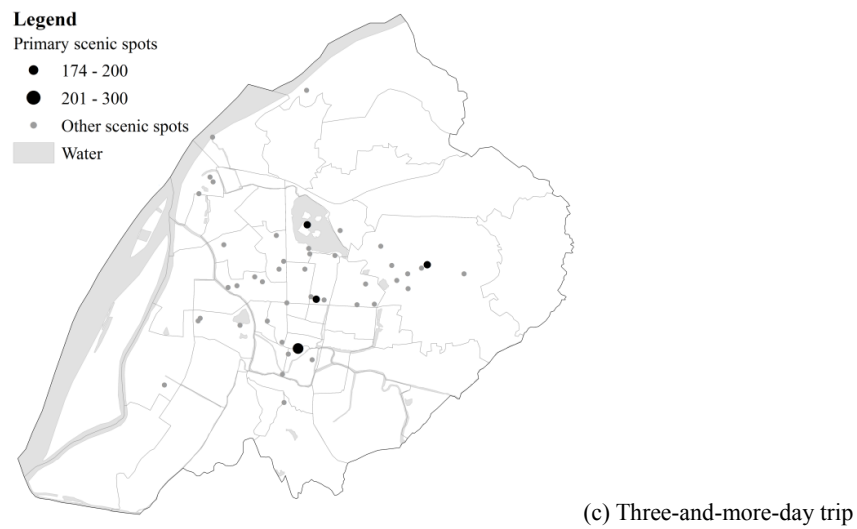 Legend
Primary scenic spots
174 - 200
201 - 300
Other scenic spots
Water
(c) Three-and-more-day trip